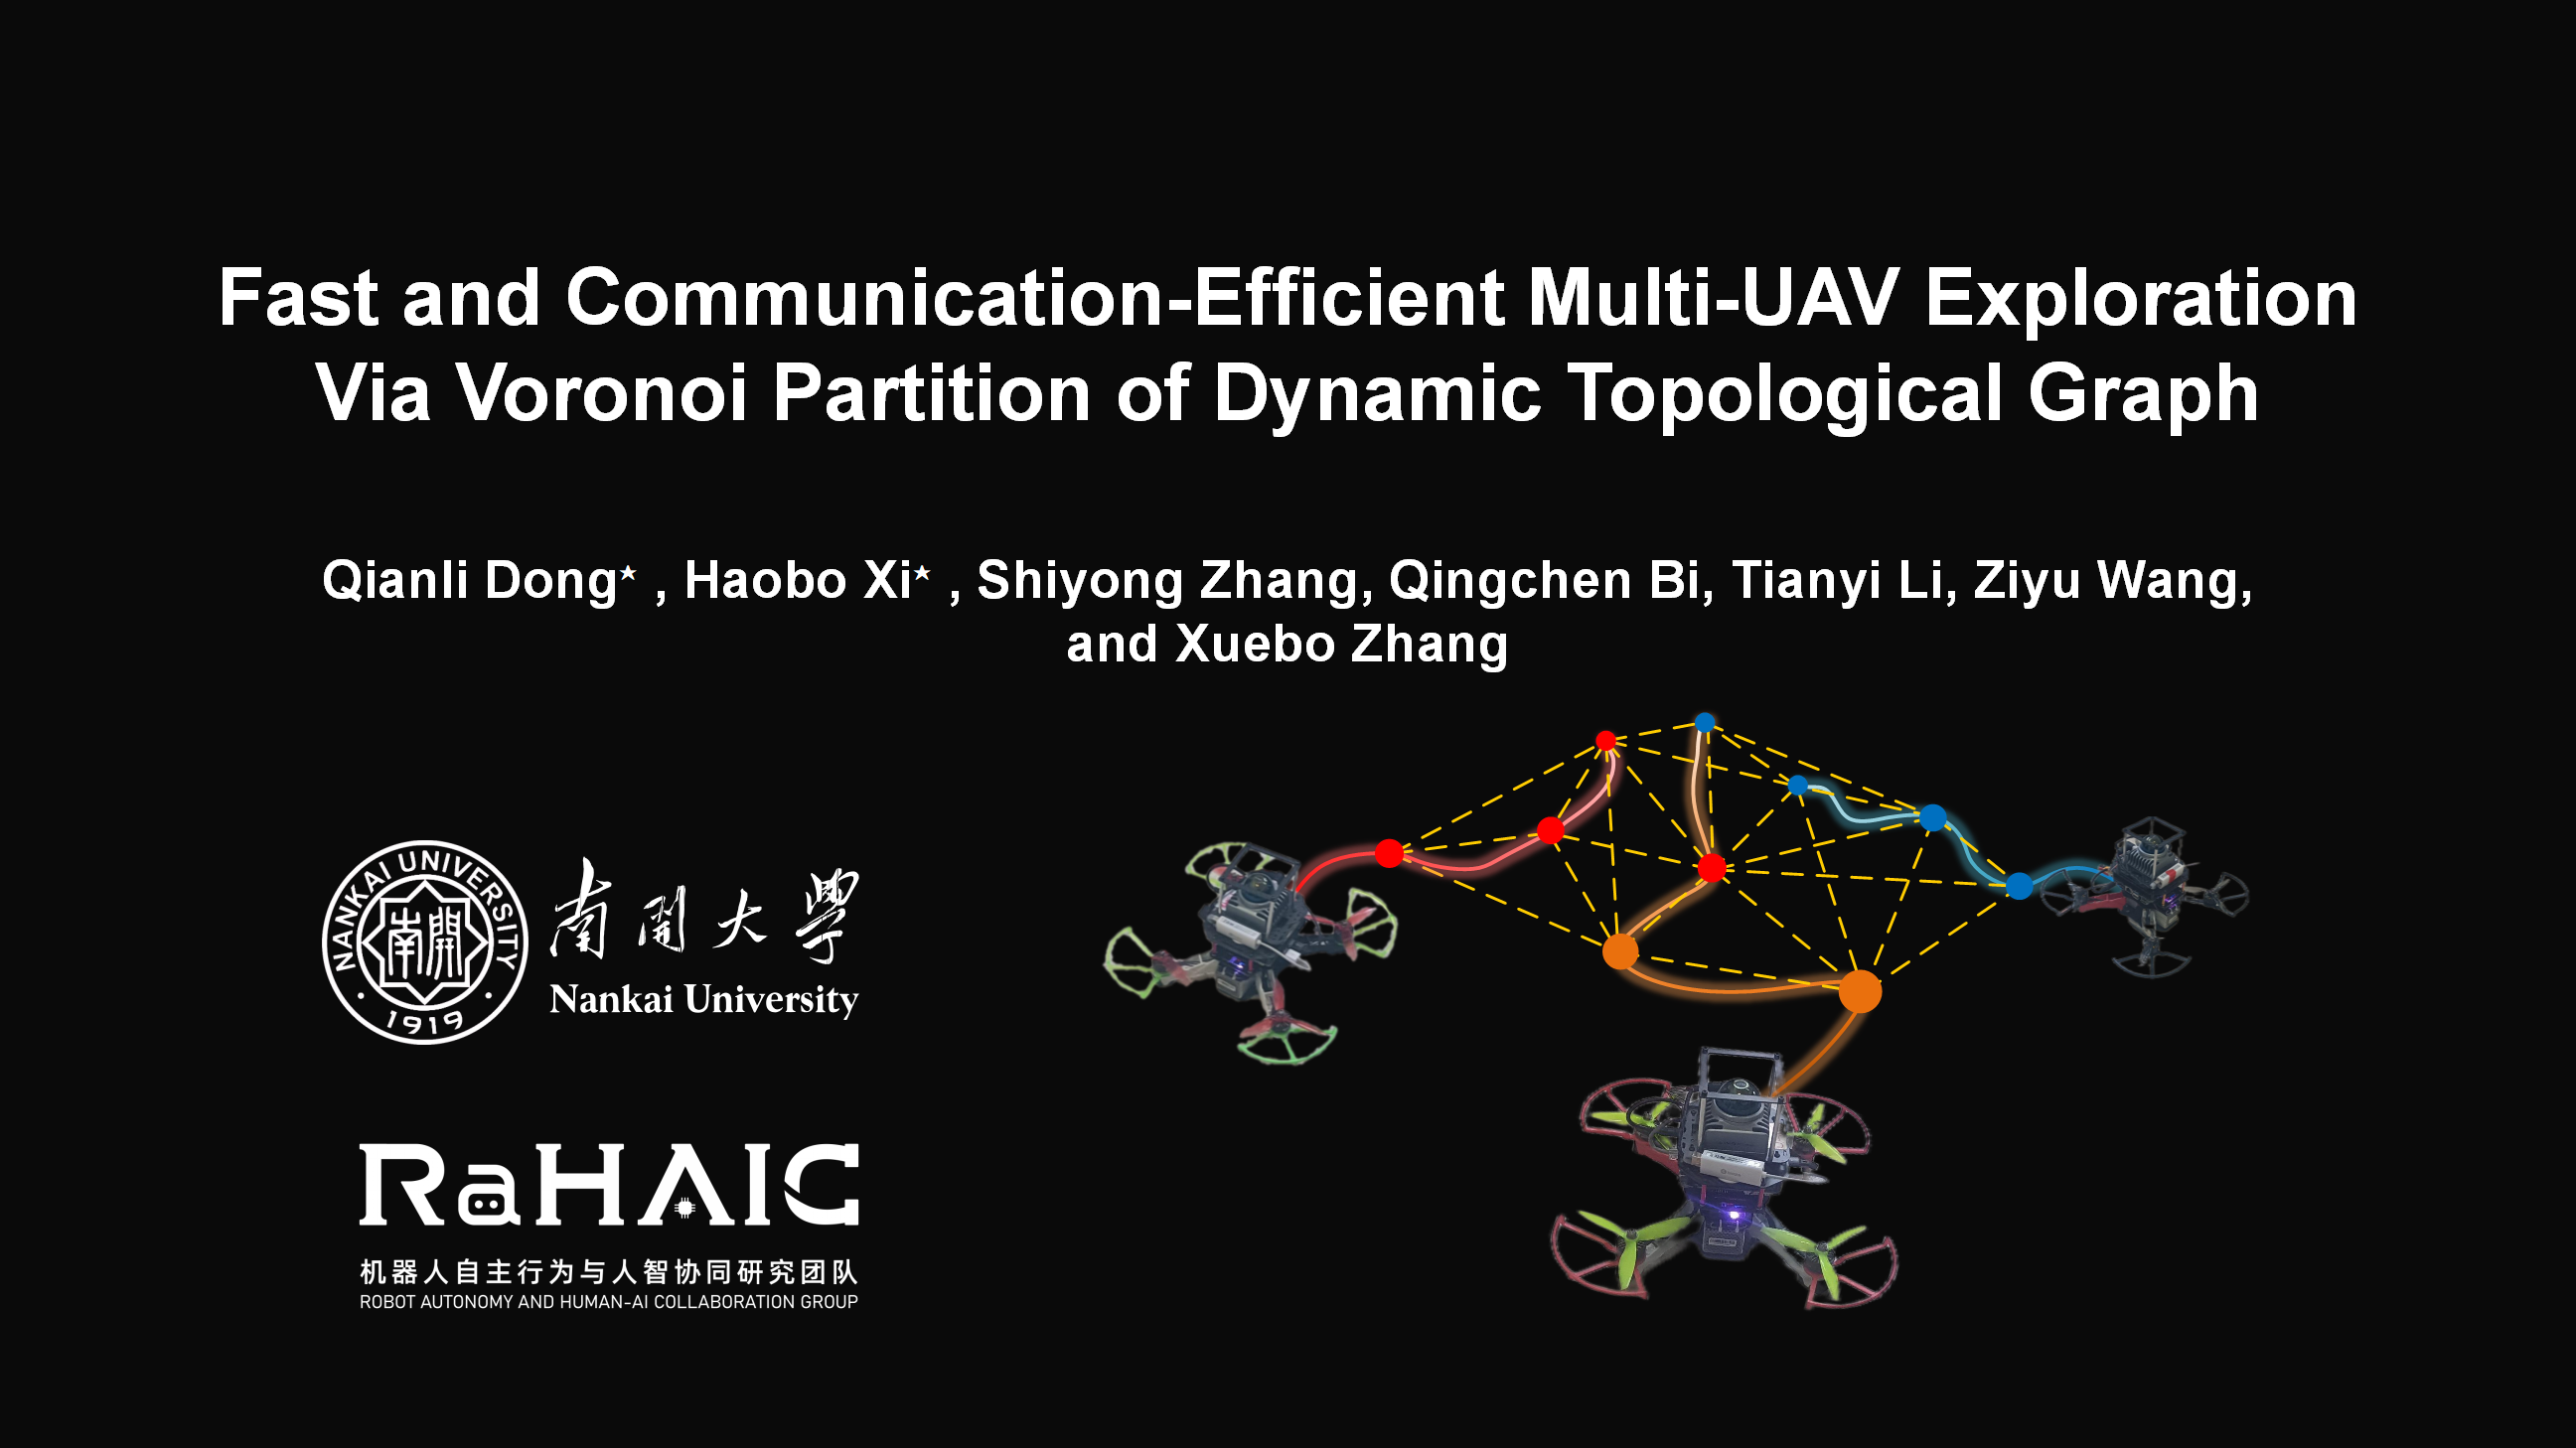 Fast and Communication-Efficient Multi-UAV Exploration
Via Voronoi Partition of Dynamic Topological Graph
Qianli Dong★ , Haobo Xi★ , Shiyong Zhang, Qingchen Bi, Tianyi Li, Ziyu Wang,
and Xuebo Zhang
NANKAI UNIVERSITY
南開
1919
南開大學
Nankai University
RaHAIC
机器人自主行为与人智协同研究团队
ROBOT AUTONOMY AND HUMAN-AI COLLABORATION GROUP